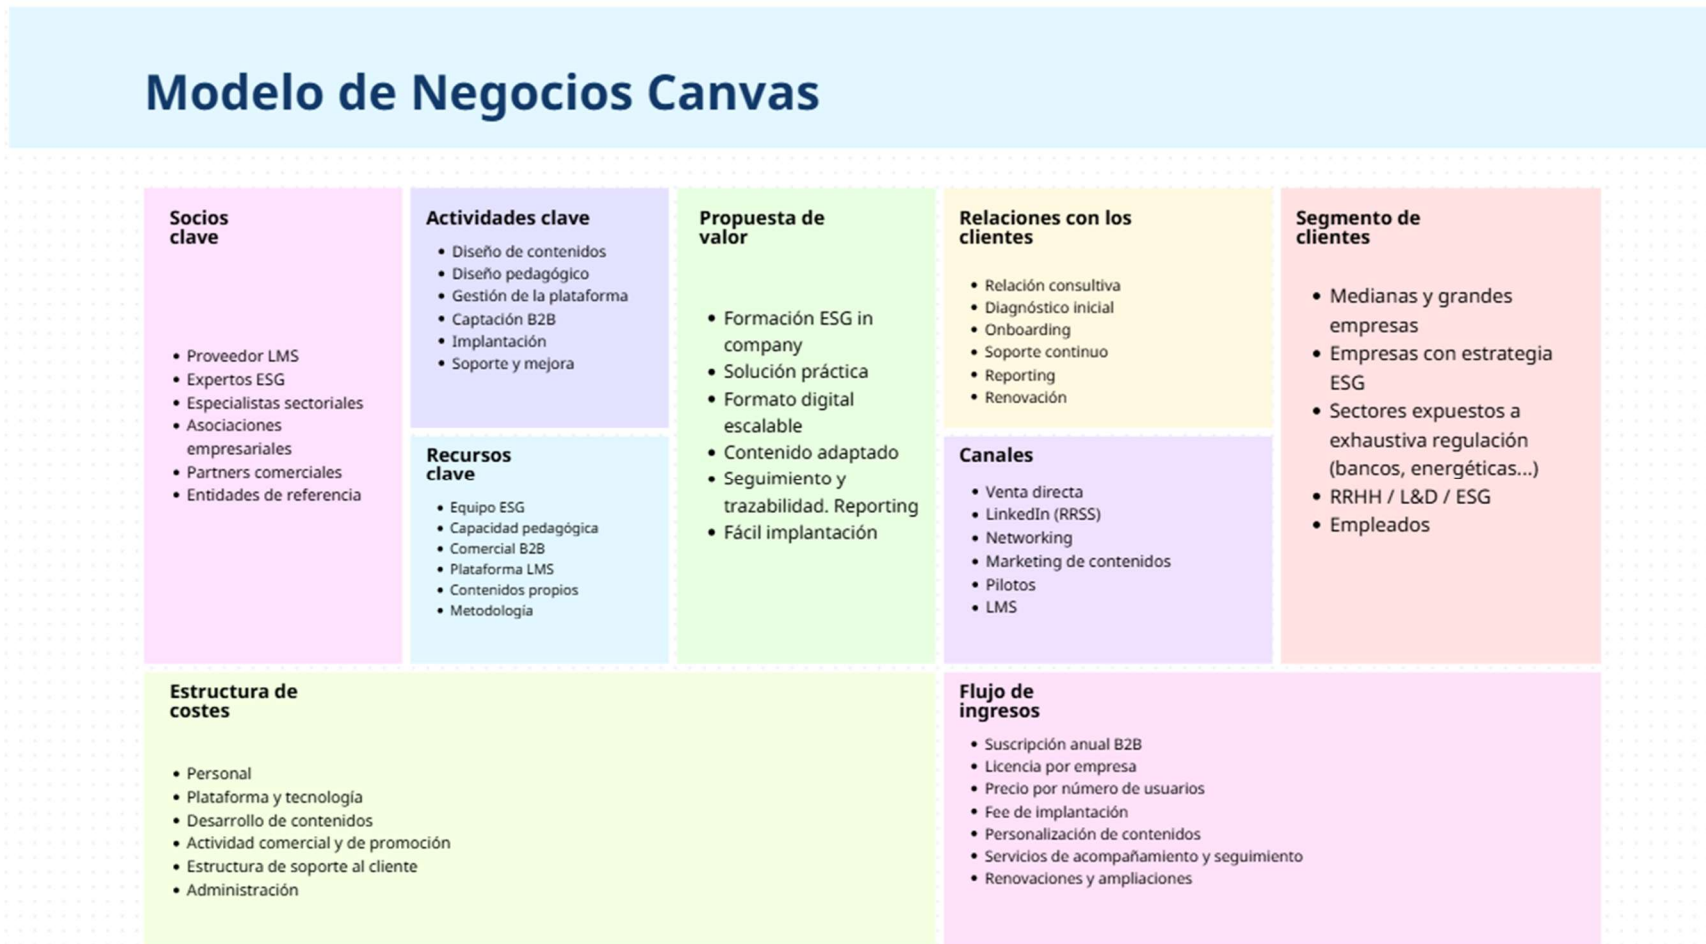 Modelo de Negocios Canvas
Socios
clave
• Proveedor LMS
• Expertos ESG
• Especialistas sectoriales
• Asociaciones
empresariales
• Partners comerciales
• Entidades de referencia
Actividades clave
• Diseño de contenidos
• Diseño pedagógico
• Gestión de la plataforma
• Captación B2B
• Implantación
• Soporte y mejora
Recursos
clave
• Equipo ESG
• Capacidad pedagógica
• Comercial B2B
• Plataforma LMS
• Contenidos propios
• Metodología
Propuesta de
valor
• Formación ESG in
company
• Solución práctica
• Formato digital
escalable
• Contenido adaptado
• Seguimiento y
trazabilidad. Reporting
• Fácil implantación
Relaciones con los
clientes
• Relación consultiva
• Diagnóstico inicial
• Onboarding
• Soporte continuo
• Reporting
• Renovación
Canales
• Venta directa
• LinkedIn (RRSS)
• Networking
• Marketing de contenidos
• Pilotos
• LMS
Segmento de
clientes
• Medianas y grandes
empresas
• Empresas con estrategia
ESG
• Sectores expuestos a
exhaustiva regulación
(bancos, energéticas...)
• RRHH / L&D / ESG
• Empleados
Estructura de
costes
• Personal
• Plataforma y tecnología
• Desarrollo de contenidos
• Actividad comercial y de promoción
• Estructura de soporte al cliente
• Administración
Flujo de
ingresos
• Suscripción anual B2B
• Licencia por empresa
• Precio por número de usuarios
• Fee de implantación
• Personalización de contenidos
• Servicios de acompañamiento y seguimiento
• Renovaciones y ampliaciones